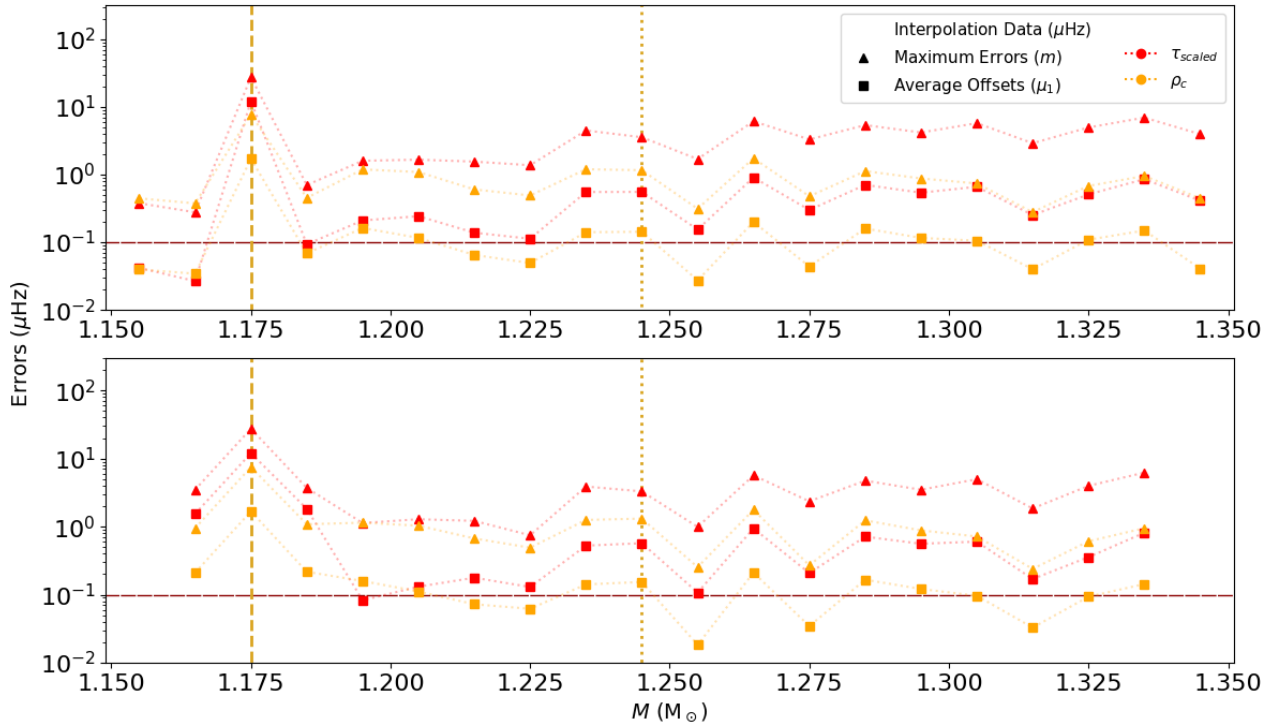 Interpolation Data (μHz)
Maximum Errors (m)
Average Offsets (μ₁)
τ_scaled
ρ_c
10²
10¹
10⁰
10⁻¹
10⁻²
1.150 1.175 1.200 1.225 1.250 1.275 1.300 1.325 1.350
Errors (μHz)
10²
10¹
10⁰
10⁻¹
10⁻²
1.150 1.175 1.200 1.225 1.250 1.275 1.300 1.325 1.350
M (M⊙)